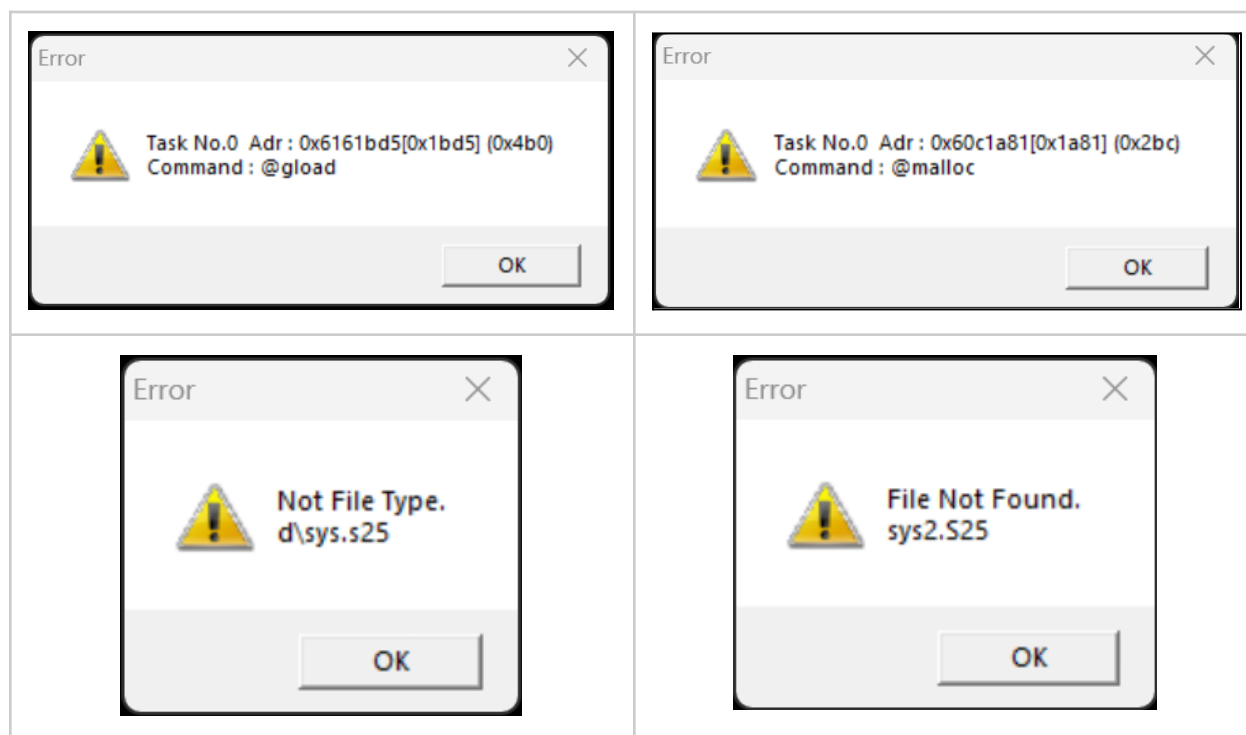 Error
Task No.0 Adr : 0x6161bd5[0x1bd5] (0x4b0)
Command : @gload
OK
Error
Task No.0 Adr : 0x60c1a81[0x1a81] (0x2bc)
Command : @malloc
OK
Error
Not File Type.
d\sys.s25
OK
Error
File Not Found.
sys2.S25
OK